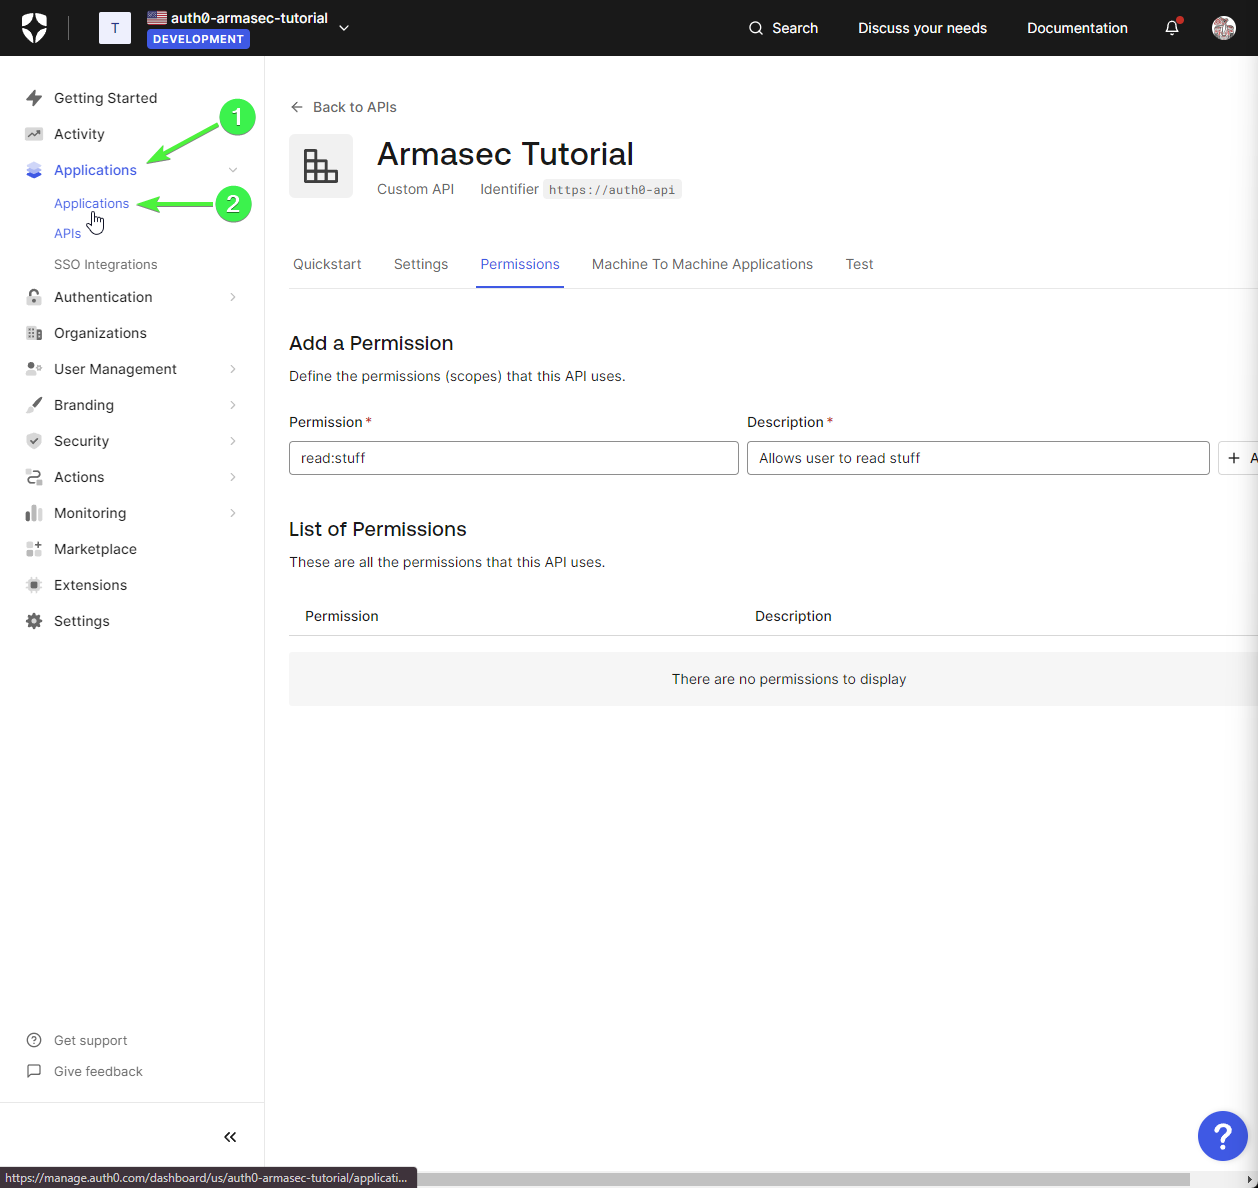 T
auth0-armasec-tutorial
DEVELOPMENT
Search
Discuss your needs
Documentation
Getting Started
Activity
Applications
Applications
APIs
SSO Integrations
Authentication
Organizations
User Management
Branding
Security
Actions
Monitoring
Marketplace
Extensions
Settings
Get support
Give feedback
1
2
Back to APIs
Armasec Tutorial
Custom API Identifier https://auth0-api
Quickstart Settings Permissions Machine To Machine Applications Test
Add a Permission
Define the permissions (scopes) that this API uses.
Permission * Description *
read:stuff Allows user to read stuff + A
List of Permissions
These are all the permissions that this API uses.
Permission Description
There are no permissions to display
?
https://manage.auth0.com/dashboard/us/auth0-armasec-tutorial/applicati...